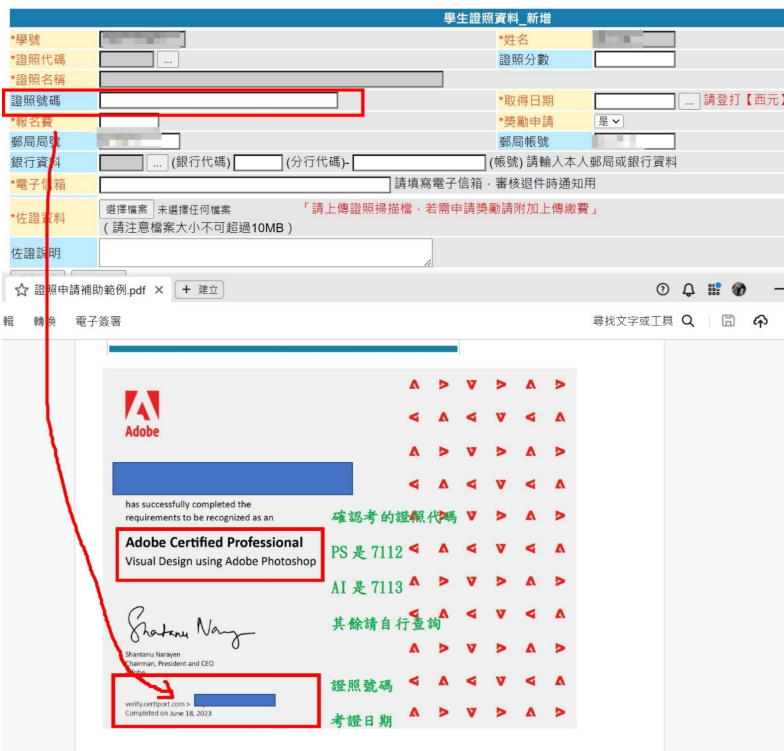 學生證照資料_新增
*學號 *姓名
*證照代碼 ... 證照分數
*證照名稱
證照號碼 *取得日期 ... 請登打【西元】
*報名費 *獎勵申請 是
郵局局號 郵局帳號
銀行資料 ... (銀行代碼) (分行代碼)- (帳號) 請輸入本人郵局或銀行資料
*電子信箱 請填寫電子信箱，審核退件時通知用
*佐證資料 選擇檔案 未選擇任何檔案 「請上傳證照掃描檔，若需申請獎勵請附加上傳繳費」
(請注意檔案大小不可超過10MB)
佐證說明
證照申請補助範例.pdf × + 建立
輯 轉換 電子簽署 尋找文字或工具
Adobe
has successfully completed the
requirements to be recognized as an
確認考的證照代碼
Adobe Certified Professional
Visual Design using Adobe Photoshop
PS 是 7112
AI 是 7113
其餘請自行查詢
Shantanu Narayen
Chairman, President and CEO
Adobe
證照號碼
verify.certiport.com >
Completed on June 18, 2023
考證日期